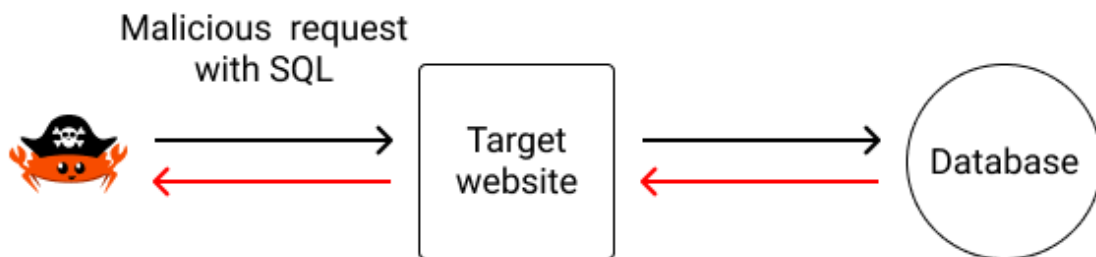 Malicious request
with SQL
Target
website
Database